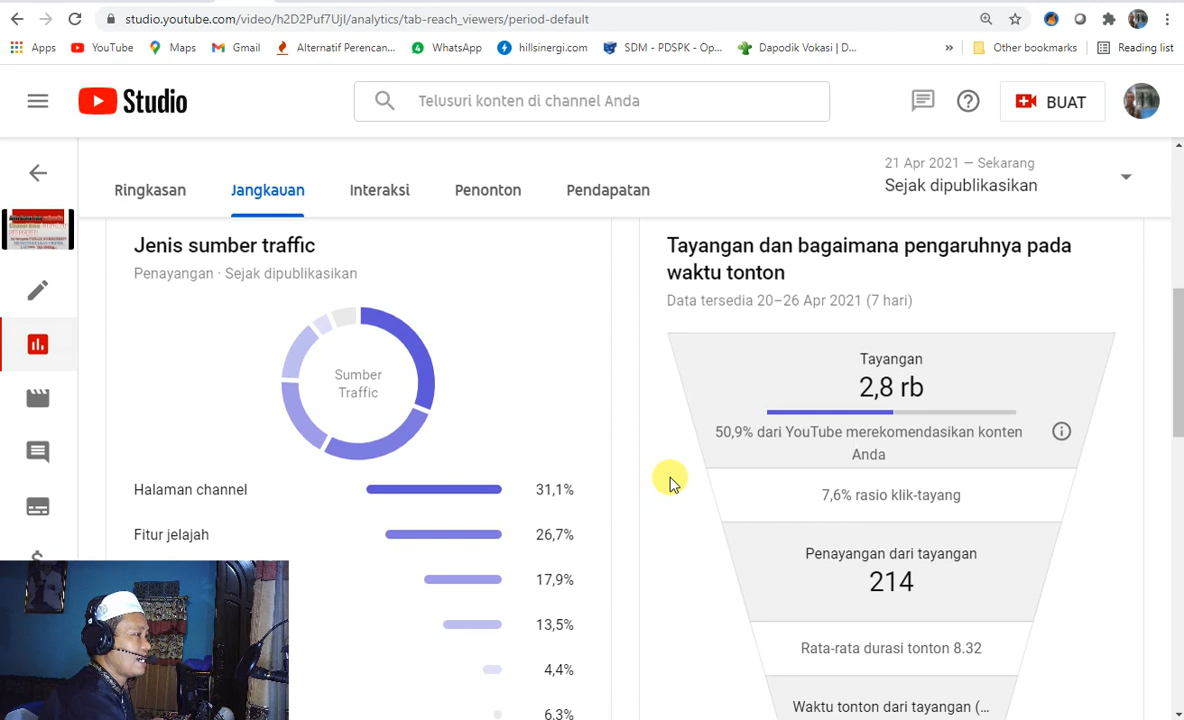 studio.youtube.com/video/h2D2Puf7UjI/analytics/tab-reach_viewers/period-default
Apps YouTube Maps Gmail Alternatif Perencan... WhatsApp hillsinergi.com SDM - PDSPK - Op... Dapodik Vokasi | D... » Other bookmarks Reading list
Studio
Telusuri konten di channel Anda
BUAT
Ringkasan Jangkauan Interaksi Penonton Pendapatan
21 Apr 2021 – Sekarang
Sejak dipublikasikan
Jenis sumber traffic
Penayangan · Sejak dipublikasikan
Sumber
Traffic
Halaman channel 31,1%
Fitur jelajah 26,7%
17,9%
13,5%
4,4%
6,3%
Tayangan dan bagaimana pengaruhnya pada
waktu tonton
Data tersedia 20–26 Apr 2021 (7 hari)
Tayangan
2,8 rb
50,9% dari YouTube merekomendasikan konten
Anda
7,6% rasio klik-tayang
Penayangan dari tayangan
214
Rata-rata durasi tonton 8.32
Waktu tonton dari tayangan (...